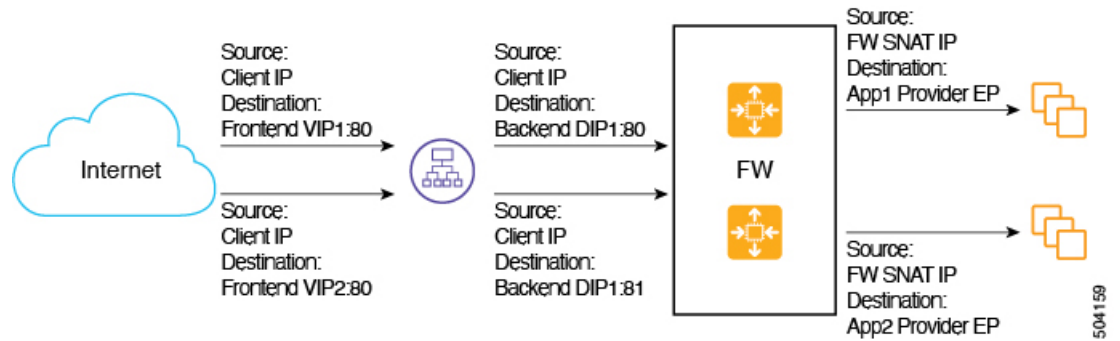 Internet
Source:
Client IP
Destination:
Frontend VIP1:80
Source:
Client IP
Destination:
Frontend VIP2:80
Source:
Client IP
Destination:
Backend DIP1:80
Source:
Client IP
Destination:
Backend DIP1:81
FW
Source:
FW SNAT IP
Destination:
App1 Provider EP
Source:
FW SNAT IP
Destination:
App2 Provider EP
504159